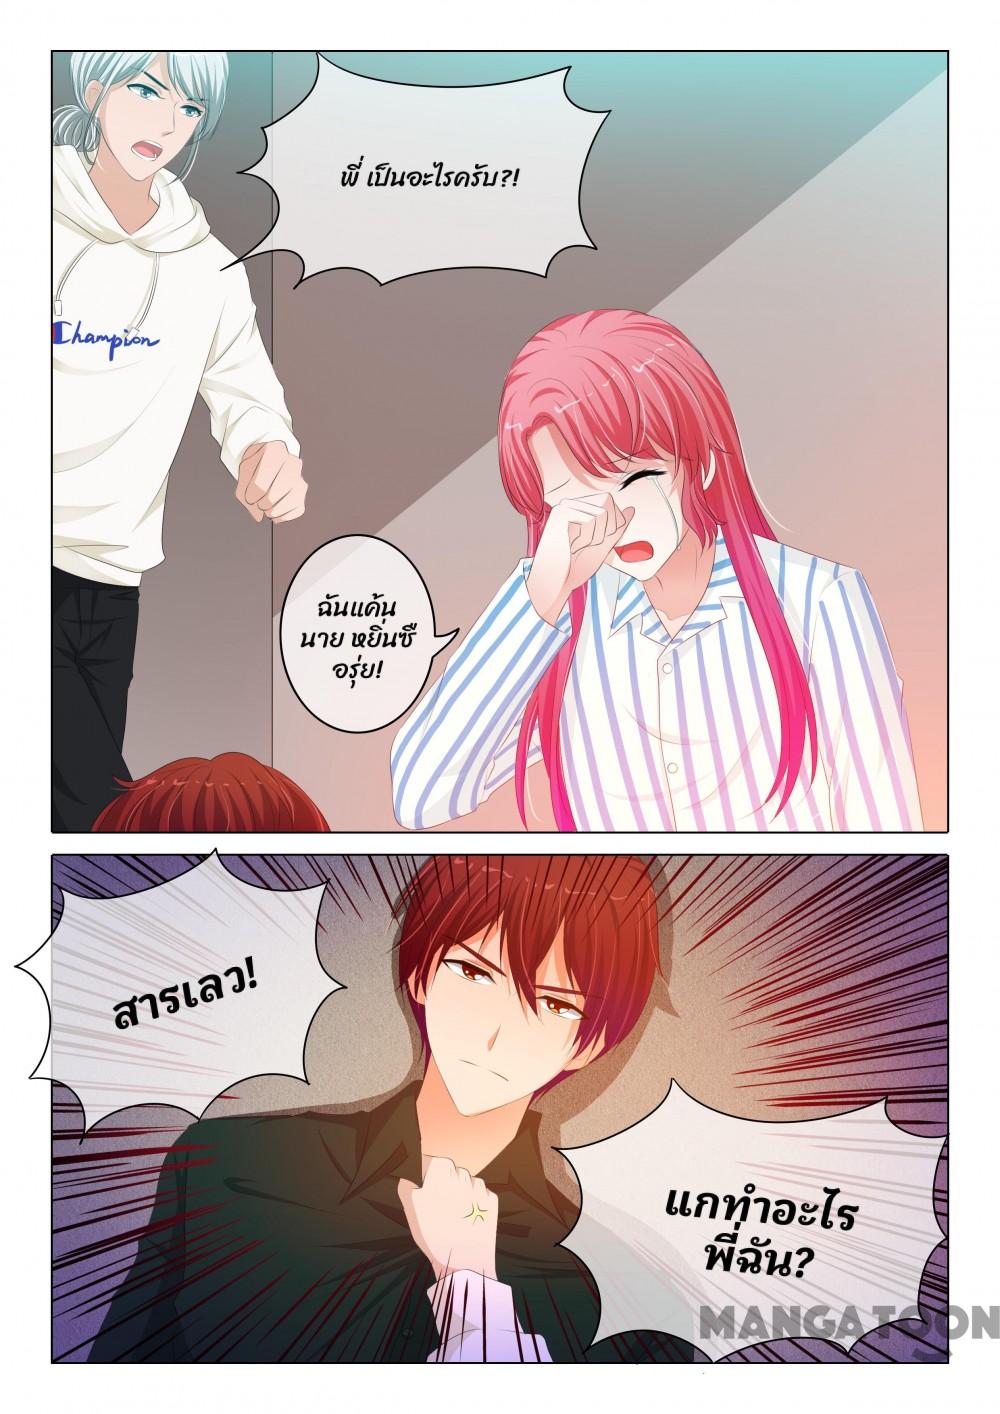 พี่ เป็นอะไรครับ?!
Champion
ฉันแค้น
นาย หยิ่นซื
อรุ่ย!
สารเลว!
แกทำอะไร
พี่ฉัน?
MANGATOON